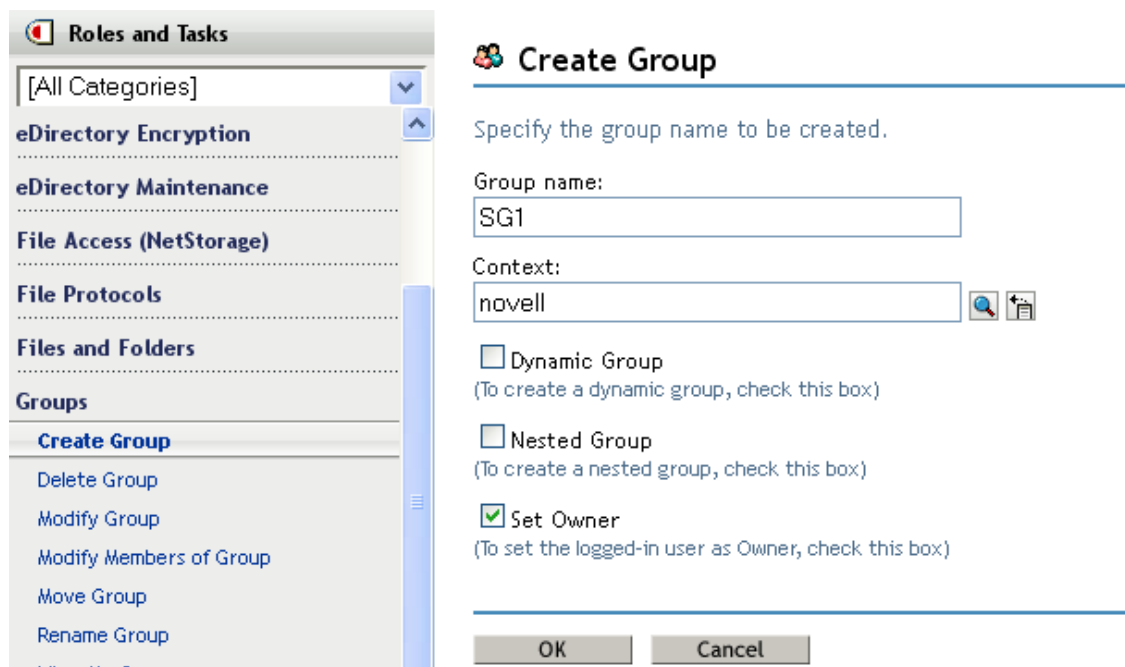 Roles and Tasks
[All Categories]
eDirectory Encryption
eDirectory Maintenance
File Access (NetStorage)
File Protocols
Files and Folders
Groups
Create Group
Delete Group
Modify Group
Modify Members of Group
Move Group
Rename Group
Create Group
Specify the group name to be created.
Group name:
SG1
Context:
novell
Dynamic Group
(To create a dynamic group, check this box)
Nested Group
(To create a nested group, check this box)
Set Owner
(To set the logged-in user as Owner, check this box)
OK
Cancel